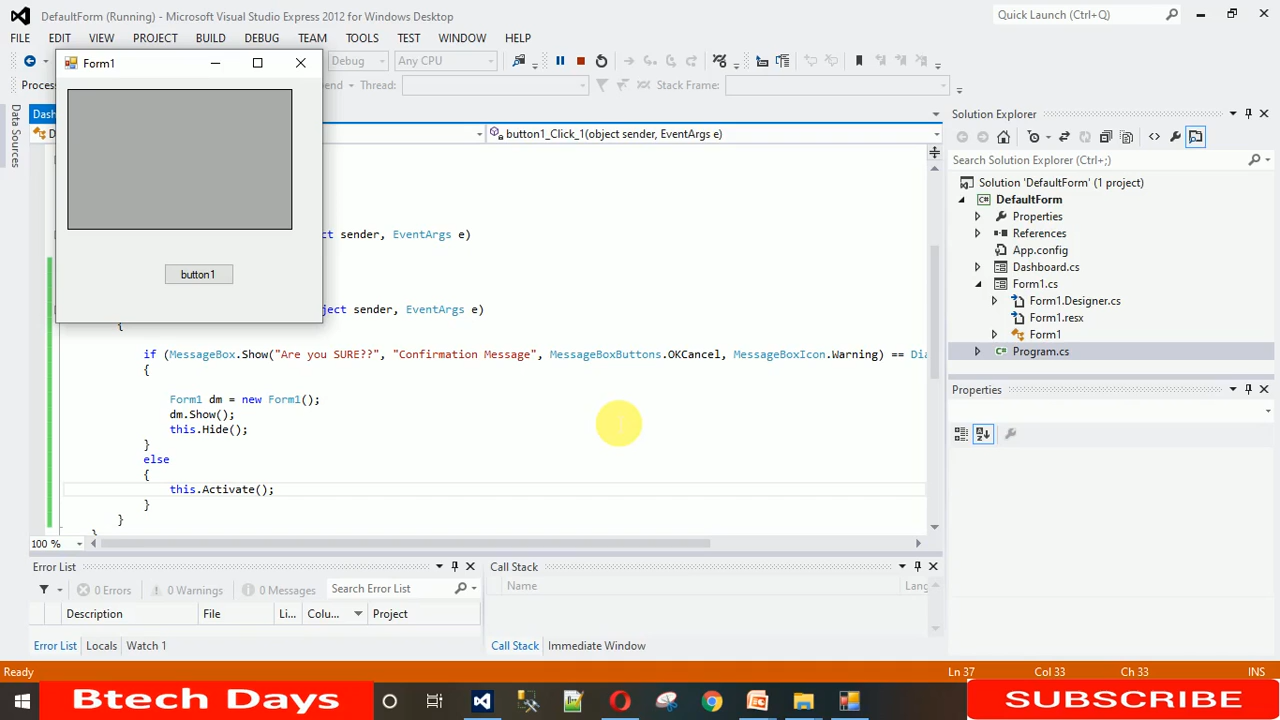 DefaultForm (Running) - Microsoft Visual Studio Express 2012 for Windows Desktop
Quick Launch (Ctrl+Q)
FILE EDIT VIEW PROJECT BUILD DEBUG TEAM TOOLS TEST WINDOW HELP
Form1
Debug
Any CPU
Thread:
Stack Frame:
Data Sources
button1_Click_1(object sender, EventArgs e)
sender, EventArgs e)
button1
sender, EventArgs e)
{
if (MessageBox.Show("Are you SURE??", "Confirmation Message", MessageBoxButtons.OKCancel, MessageBoxIcon.Warning) ==
{
Form1 dm = new Form1();
dm.Show();
this.Hide();
}
else
{
this.Activate();
}
}
100 %
Solution Explorer
Search Solution Explorer (Ctrl+;)
Solution 'DefaultForm' (1 project)
DefaultForm
Properties
References
App.config
Dashboard.cs
Form1.cs
Form1.Designer.cs
Form1.resx
Form1
Program.cs
Properties
Error List
0 Errors 0 Warnings 0 Messages Search Error List
Description File Li... Colu... Project
Error List Locals Watch 1
Call Stack
Name Lang
Call Stack Immediate Window
Ready Ln 37 Col 33 Ch 33 INS
Btech Days
SUBSCRIBE